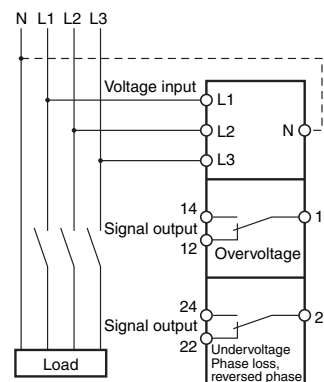 N L1 L2 L3
Voltage input
L1
L2
N
L3
14
1
Signal output
12
Overvoltage
24
2
Signal output
22
Undervoltage
Phase loss,
reversed phase
Load